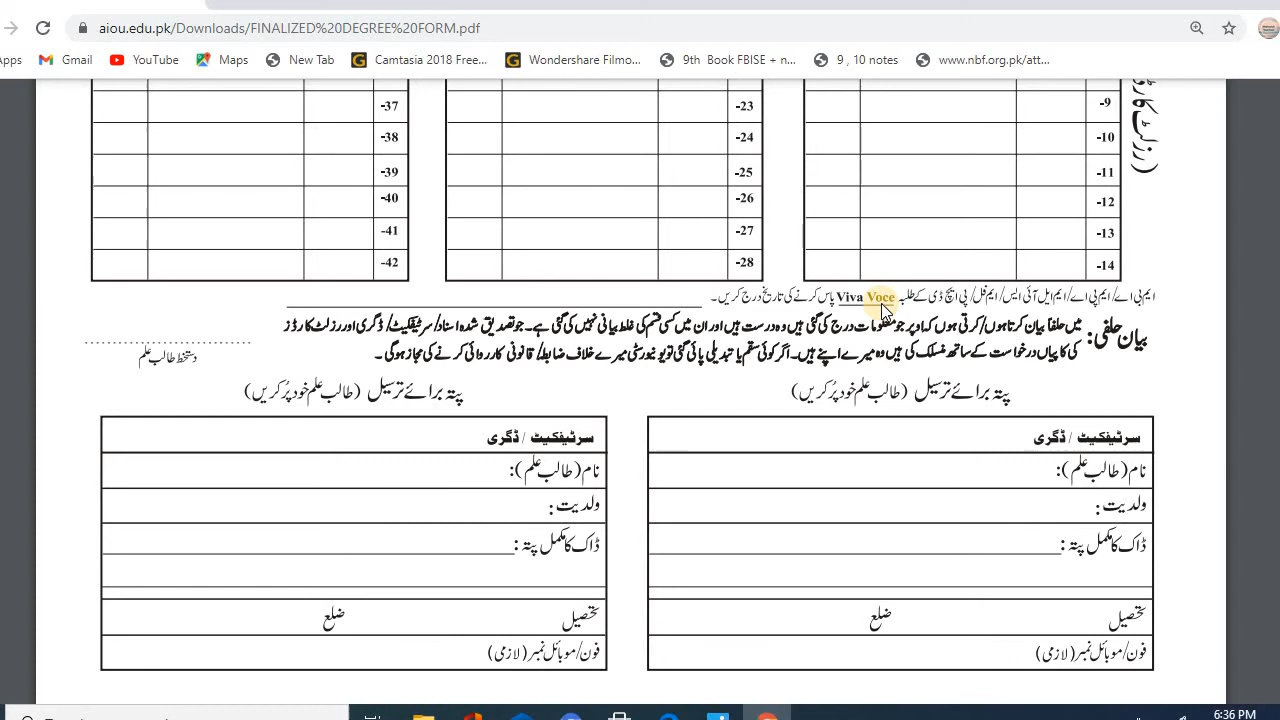 aiou.edu.pk/Downloads/FINALIZED%20DEGREE%20FORM.pdf
Gmail YouTube Maps New Tab Camtasia 2018 Free... Wondershare Filmo... 9th Book FBISE + n... 9 , 10 notes www.nbf.org.pk/att...
-9 -23 -37
-10 -24 -38
-11 -25 -39
-12 -26 -40
-13 -27 -41
-14 -28 -42
ایم بی اے/ ایم پی اے/ ایم ایل آئی ایس/ ایم فل/ پی ایچ ڈی کے طلبہ Viva Voce پاس کرنے کی تاریخ درج کریں۔
بیان حلفی: میں حلفاً بیان کرتا ہوں/ کرتی ہوں کہ اوپر جو معلومات درج کی گئی ہیں وہ درست ہیں اور ان میں کسی قسم کی غلط بیانی نہیں کی گئی ہے۔ جو تصدیق شدہ اسناد/ سرٹیفکیٹ/ ڈگری اور رزلٹ کارڈز
کی کاپیاں درخواست کے ساتھ منسلک کی ہیں وہ میرے اپنے ہیں۔ اگر کوئی سقم یا تبدیلی پائی گئی تو یونیورسٹی میرے خلاف ضابطہ/ قانونی کارروائی کرنے کی مجاز ہوگی۔
دستخط طالب علم
پتہ برائے ترسیل (طالب علم خود پُر کریں)
سرٹیفکیٹ / ڈگری
نام (طالب علم):
ولدیت:
ڈاک کا مکمل پتہ:
تحصیل ضلع
فون/موبائل نمبر (لازمی)
پتہ برائے ترسیل (طالب علم خود پُر کریں)
سرٹیفکیٹ / ڈگری
نام (طالب علم):
ولدیت:
ڈاک کا مکمل پتہ:
تحصیل ضلع
فون/موبائل نمبر (لازمی)
6:36 PM